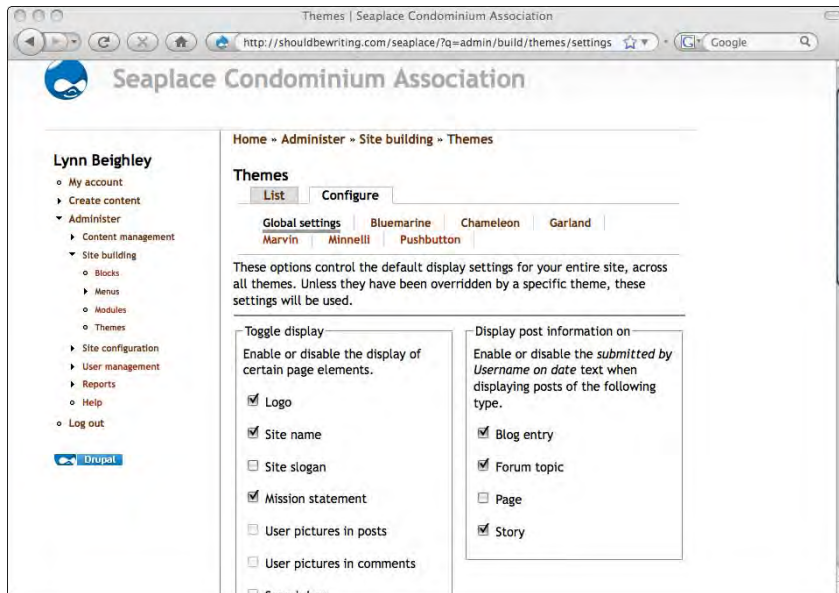 Themes | Seaplace Condominium Association
http://shouldbewriting.com/seaplace/?q=admin/build/themes/settings
Google
Seaplace Condominium Association
Lynn Beighley
My account
Create content
Administer
Content management
Site building
Blocks
Menus
Modules
Themes
Site configuration
User management
Reports
Help
Log out
Drupal
Home » Administer » Site building » Themes
Themes
List Configure
Global settings Bluemarine Chameleon Garland
Marvin Minnelli Pushbutton
These options control the default display settings for your entire site, across
all themes. Unless they have been overridden by a specific theme, these
settings will be used.
Toggle display
Enable or disable the display of
certain page elements.
Logo
Site name
Site slogan
Mission statement
User pictures in posts
User pictures in comments
Display post information on
Enable or disable the submitted by
Username on date text when
displaying posts of the following
type.
Blog entry
Forum topic
Page
Story